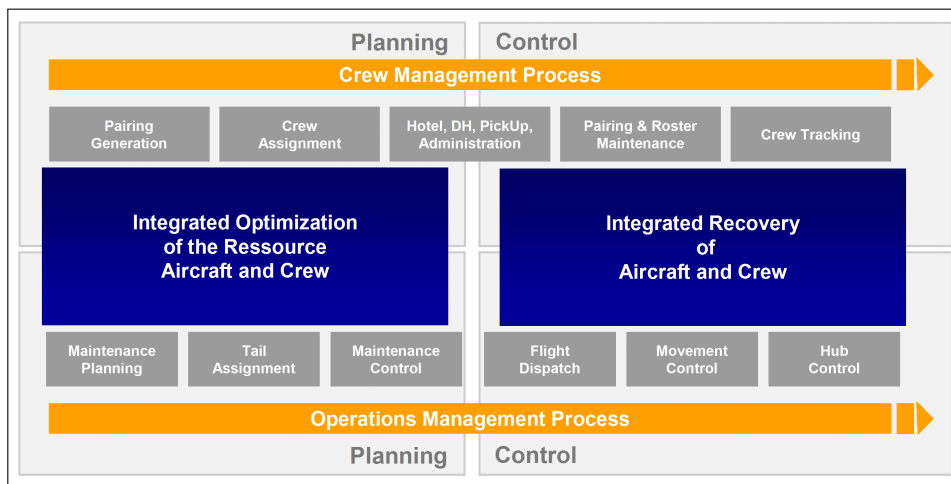 Planning
Control
Crew Management Process
Pairing
Generation
Crew
Assignment
Hotel, DH, PickUp,
Administration
Pairing & Roster
Maintenance
Crew Tracking
Integrated Optimization
of the Ressource
Aircraft and Crew
Integrated Recovery
of
Aircraft and Crew
Maintenance
Planning
Tail
Assignment
Maintenance
Control
Flight
Dispatch
Movement
Control
Hub
Control
Operations Management Process
Planning
Control